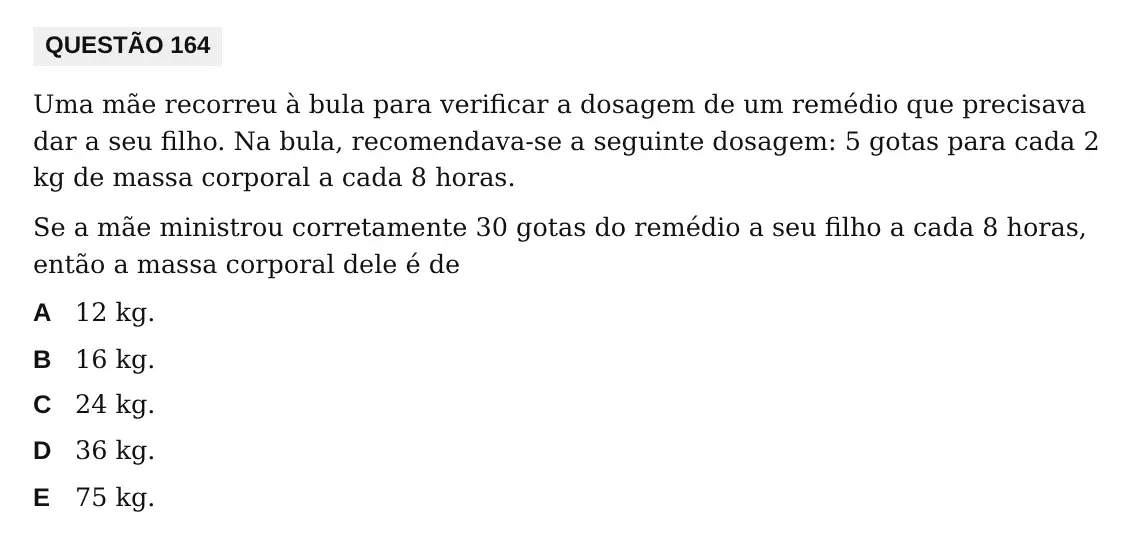 QUESTÃO 164
Uma mãe recorreu à bula para verificar a dosagem de um remédio que precisava
dar a seu filho. Na bula, recomendava-se a seguinte dosagem: 5 gotas para cada 2
kg de massa corporal a cada 8 horas.
Se a mãe ministrou corretamente 30 gotas do remédio a seu filho a cada 8 horas,
então a massa corporal dele é de
A 12 kg.
B 16 kg.
C 24 kg.
D 36 kg.
E 75 kg.